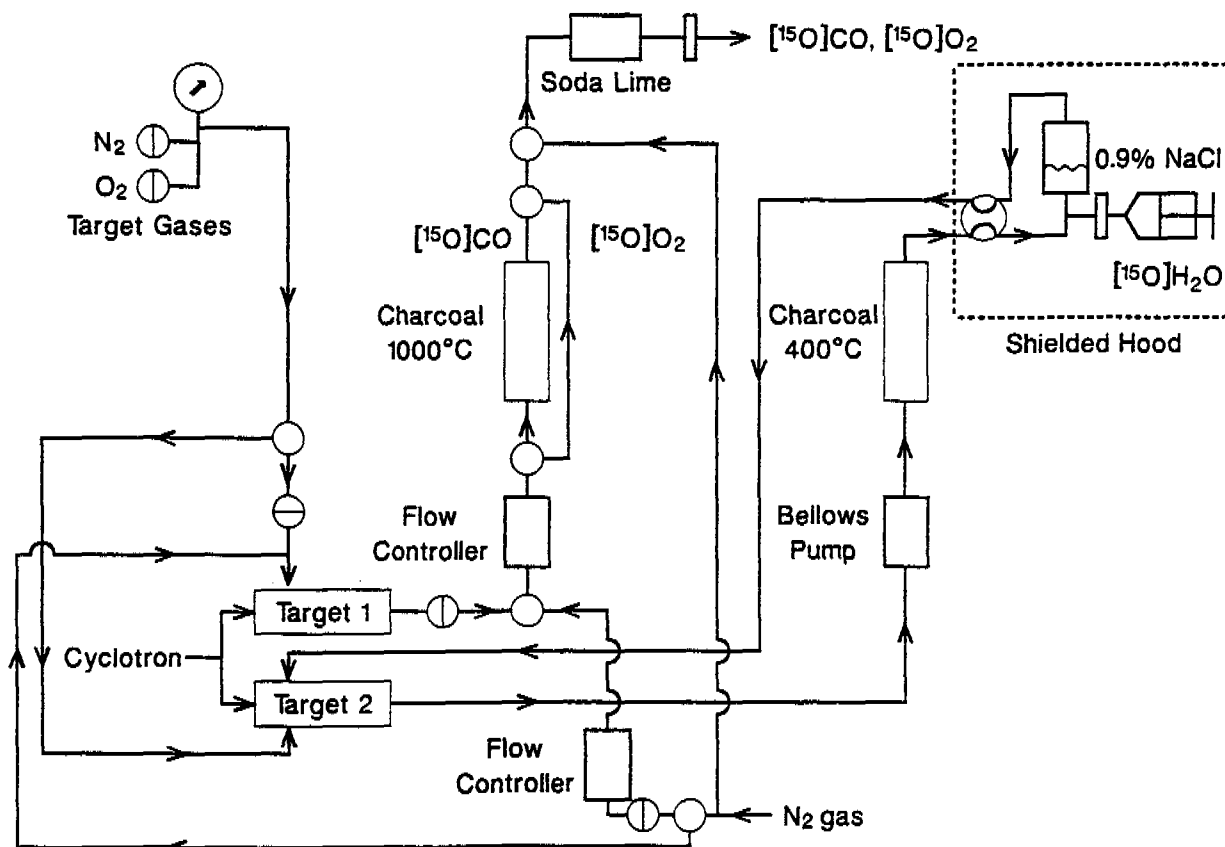 [¹⁵O]CO, [¹⁵O]O₂
Soda Lime
N₂
O₂
Target Gases
0.9% NaCl
[¹⁵O]H₂O
Shielded Hood
[¹⁵O]CO
[¹⁵O]O₂
Charcoal
1000°C
Charcoal
400°C
Flow
Controller
Bellows
Pump
Target 1
Cyclotron
Target 2
Flow
Controller
N₂ gas